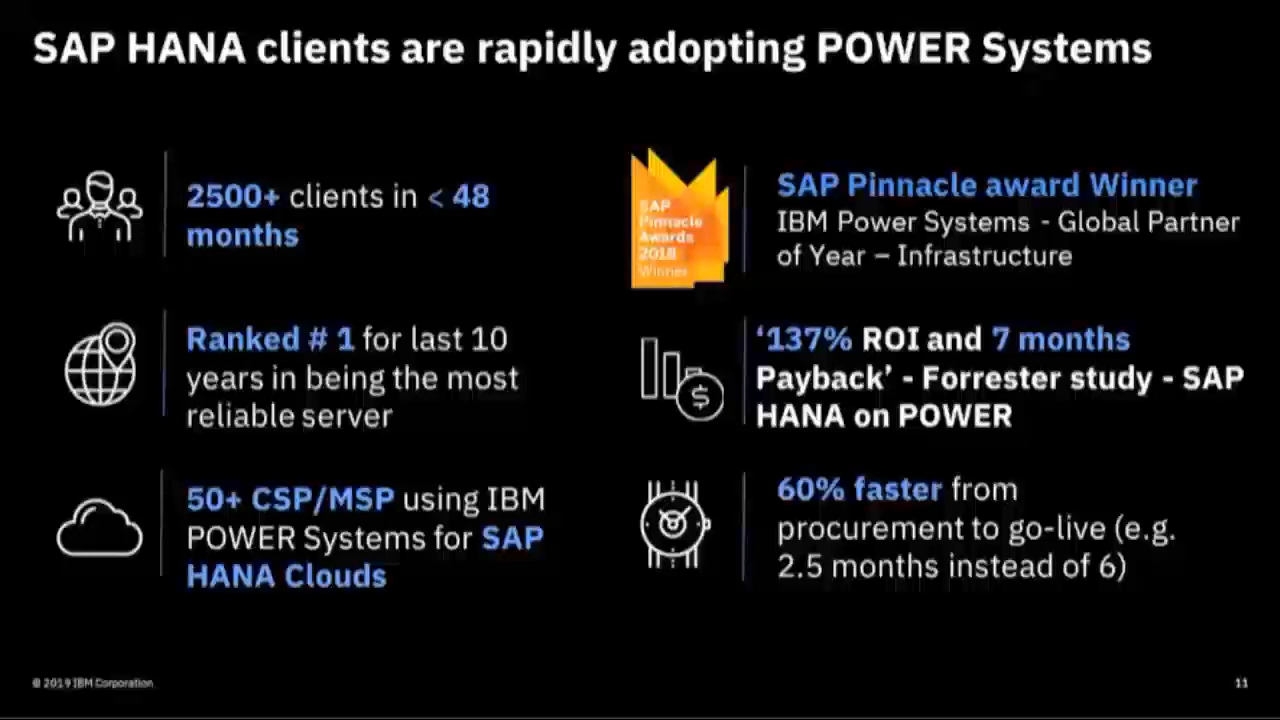 SAP HANA clients are rapidly adopting POWER Systems
2500+ clients in < 48
months
Ranked # 1 for last 10
years in being the most
reliable server
50+ CSP/MSP using IBM
POWER Systems for SAP
HANA Clouds
SAP
Pinnacle
Awards
2018
Winner
SAP Pinnacle award Winner
IBM Power Systems - Global Partner
of Year – Infrastructure
‘137% ROI and 7 months
Payback’ - Forrester study - SAP
HANA on POWER
$
60% faster from
procurement to go-live (e.g.
2.5 months instead of 6)
© 2019 IBM Corporation
11